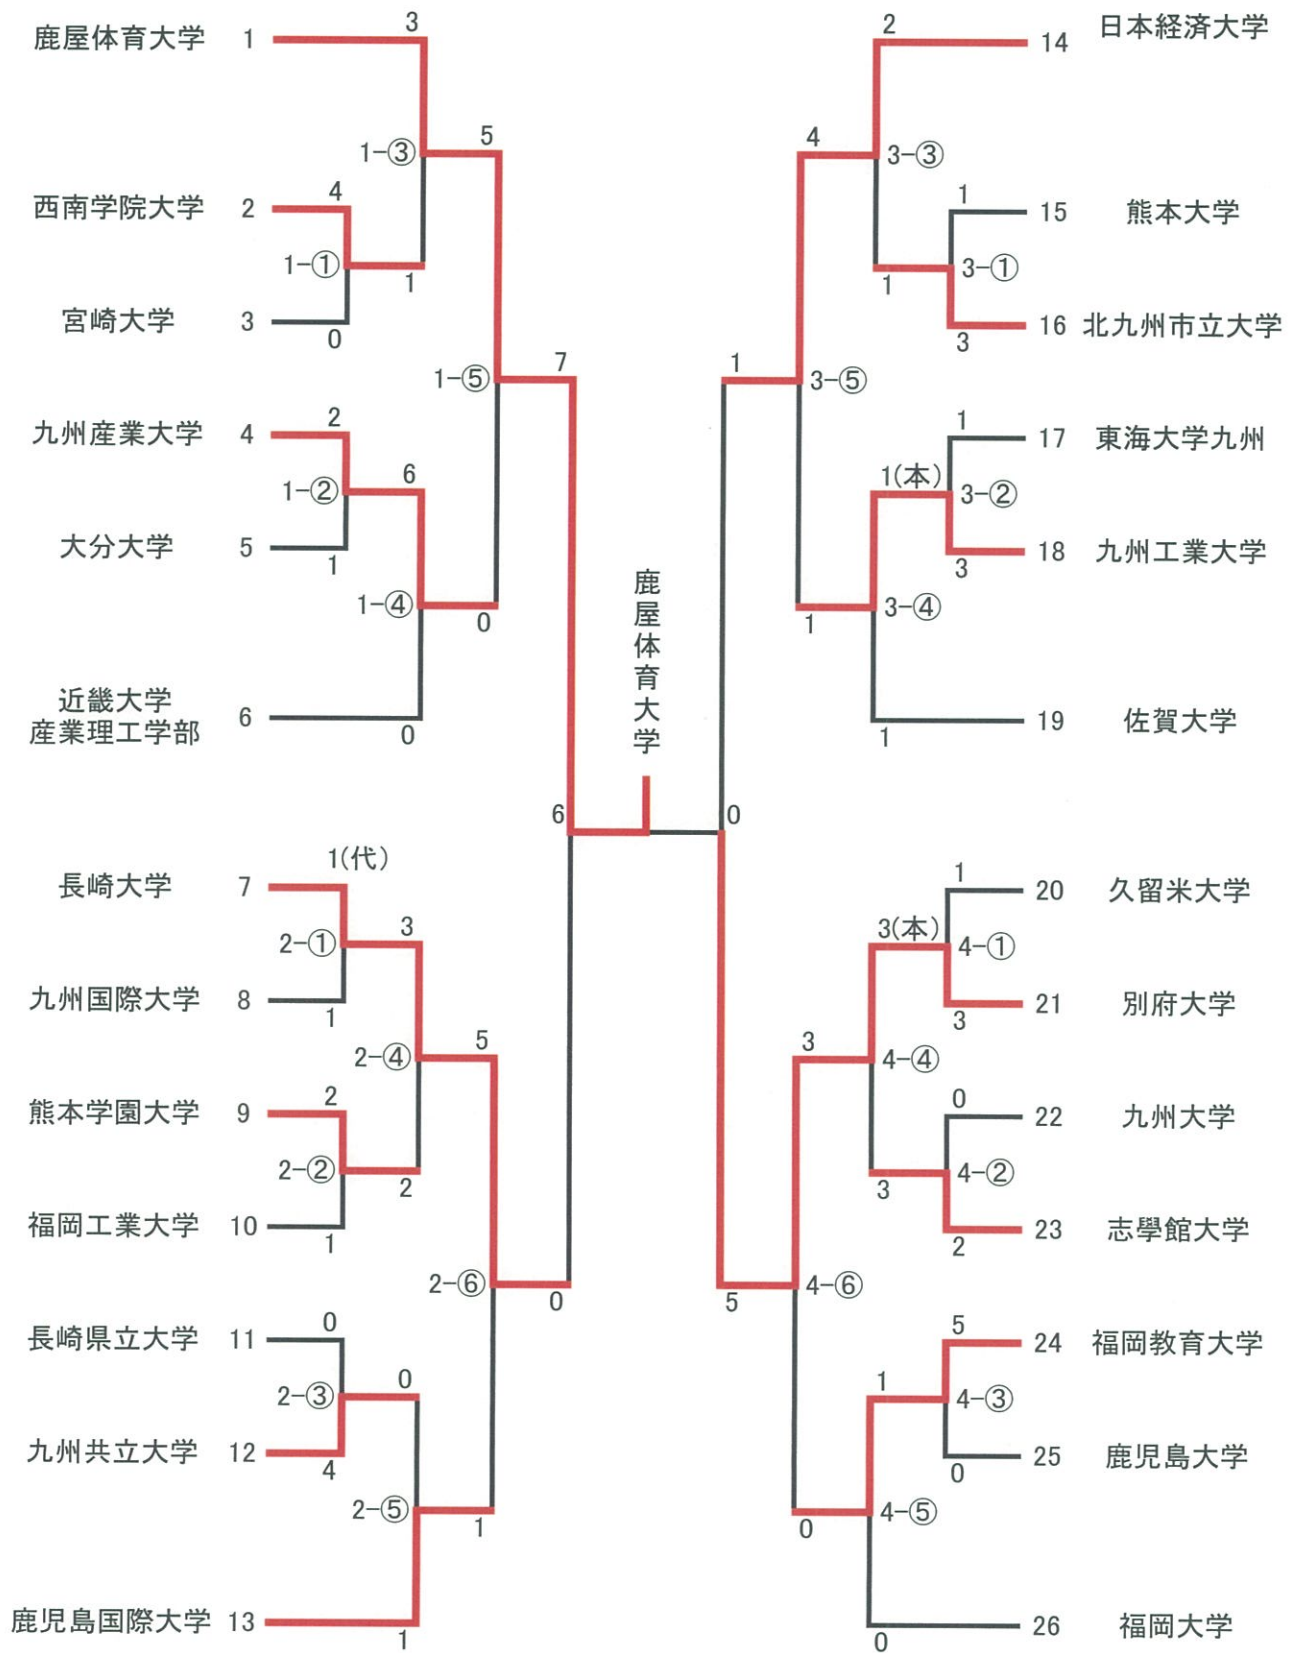 鹿屋体育大学 1 3
1-③ 5
西南学院大学 2 4
1-① 1
宮崎大学 3 0
1-⑤ 7
九州産業大学 4 2
1-② 6
大分大学 5 1
1-④ 0
近畿大学
産業理工学部 6 0
6
長崎大学 7 1(代)
2-① 3
九州国際大学 8 1
2-④ 5
熊本学園大学 9 2
2-② 2
福岡工業大学 10 1
2-⑥ 0
長崎県立大学 11 0
2-③ 0
九州共立大学 12 4
2-⑤ 1
鹿児島国際大学 13 1
鹿屋体育大学
2 14 日本経済大学
4 3-③
1 15 熊本大学
1 3-①
3 16 北九州市立大学
1 3-⑤
1 17 東海大学九州
1(本) 3-②
3 18 九州工業大学
1 3-④
1 19 佐賀大学
0
1 20 久留米大学
3(本) 4-①
3 21 別府大学
3 4-④
0 22 九州大学
3 4-②
2 23 志學館大学
5 4-⑥
5 24 福岡教育大学
1 4-③
0 25 鹿児島大学
0 4-⑤
0 26 福岡大学